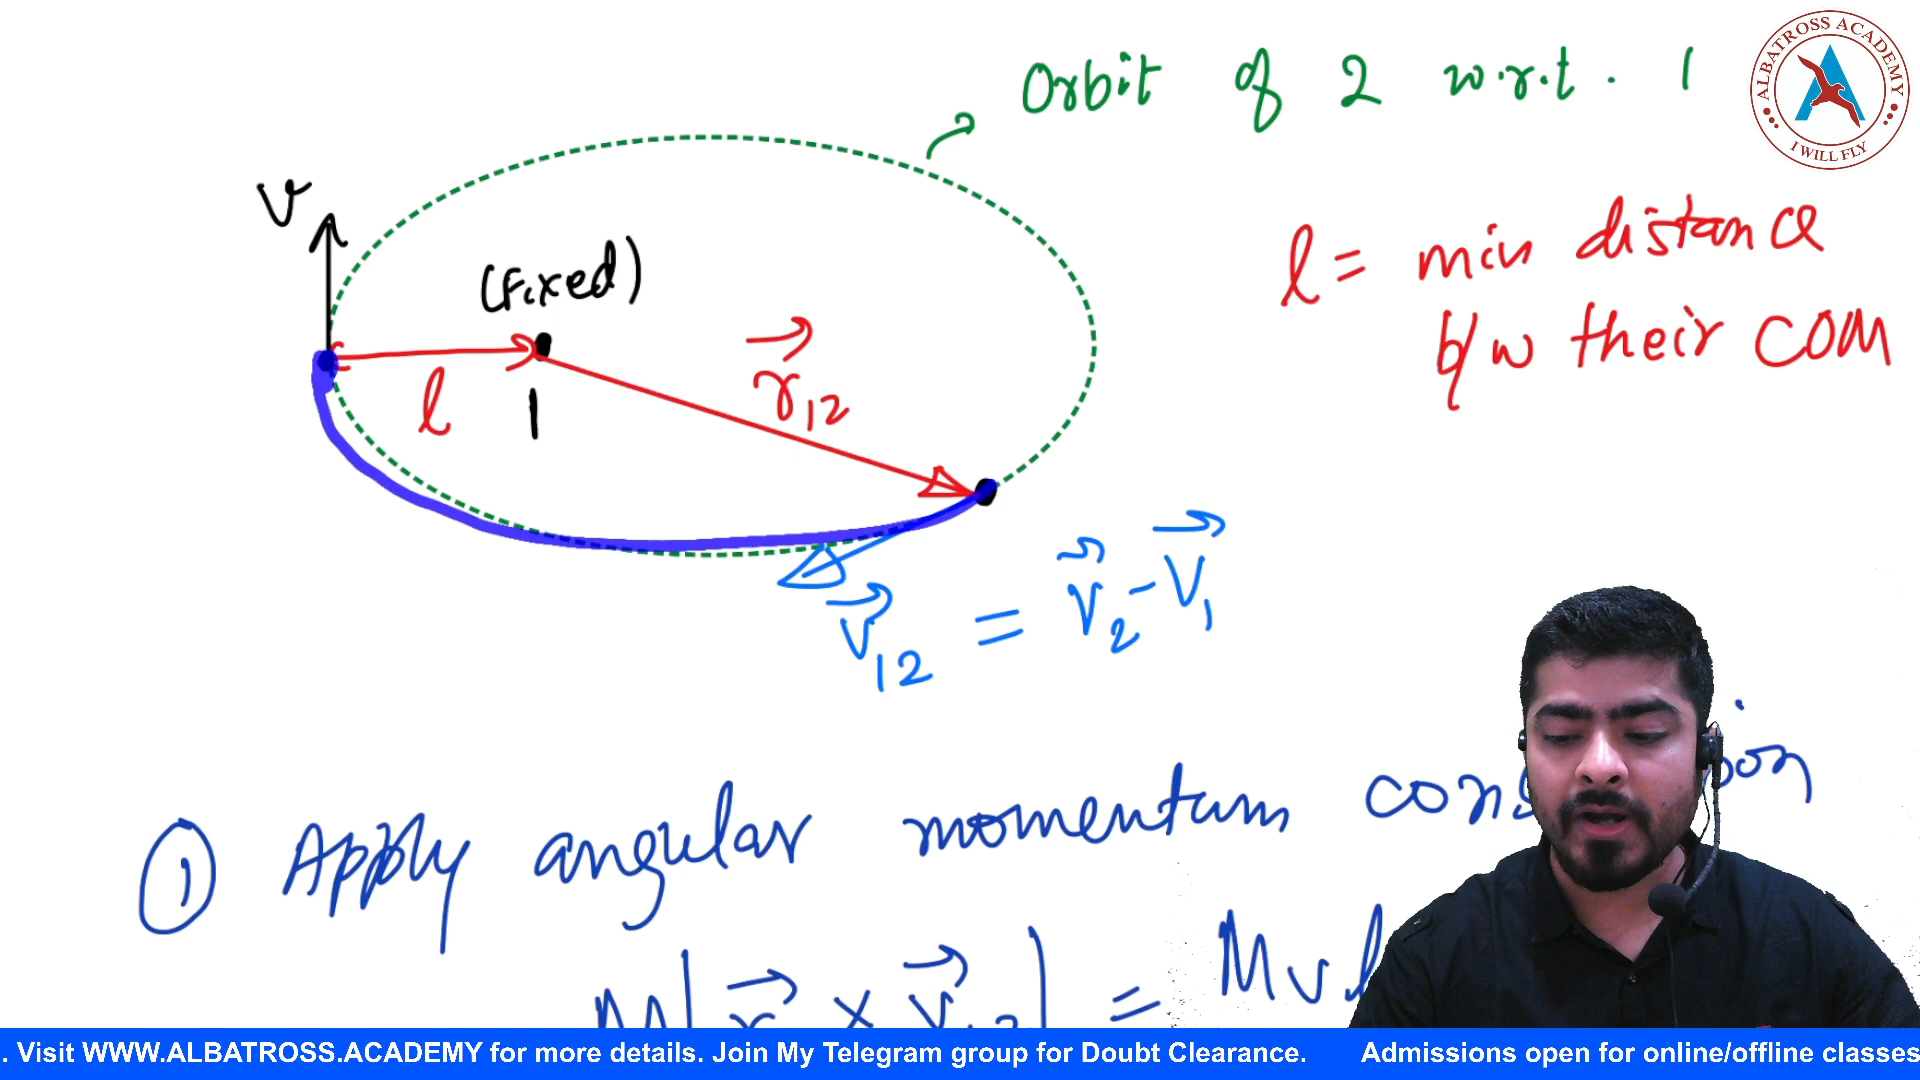 Orbit of 2 w.r.t. 1
ALBATROSS ACADEMY
I WILL FLY
v
(Fixed)
l = min distance
b/w their COM
r12
l
1
v12 = v2 - v1
1 Apply angular momentum
= Mvl
. Visit WWW.ALBATROSS.ACADEMY for more details. Join My Telegram group for Doubt Clearance. Admissions open for online/offline classes